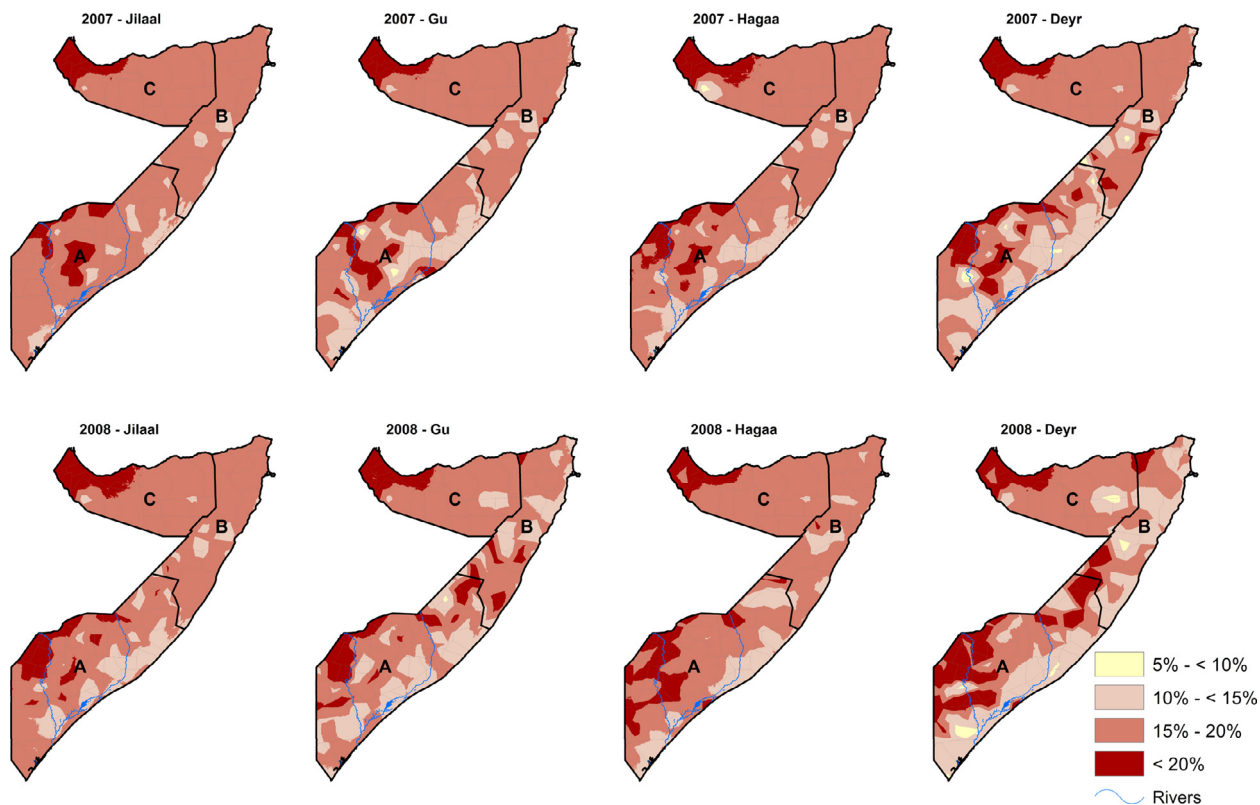 2007 - Jilaal
2007 - Gu
2007 - Hagaa
2007 - Deyr
C
B
A
C
B
A
C
B
A
C
B
A
2008 - Jilaal
2008 - Gu
2008 - Hagaa
2008 - Deyr
C
B
A
C
B
A
C
B
A
C
B
A
5% - < 10%
10% - < 15%
15% - 20%
< 20%
Rivers